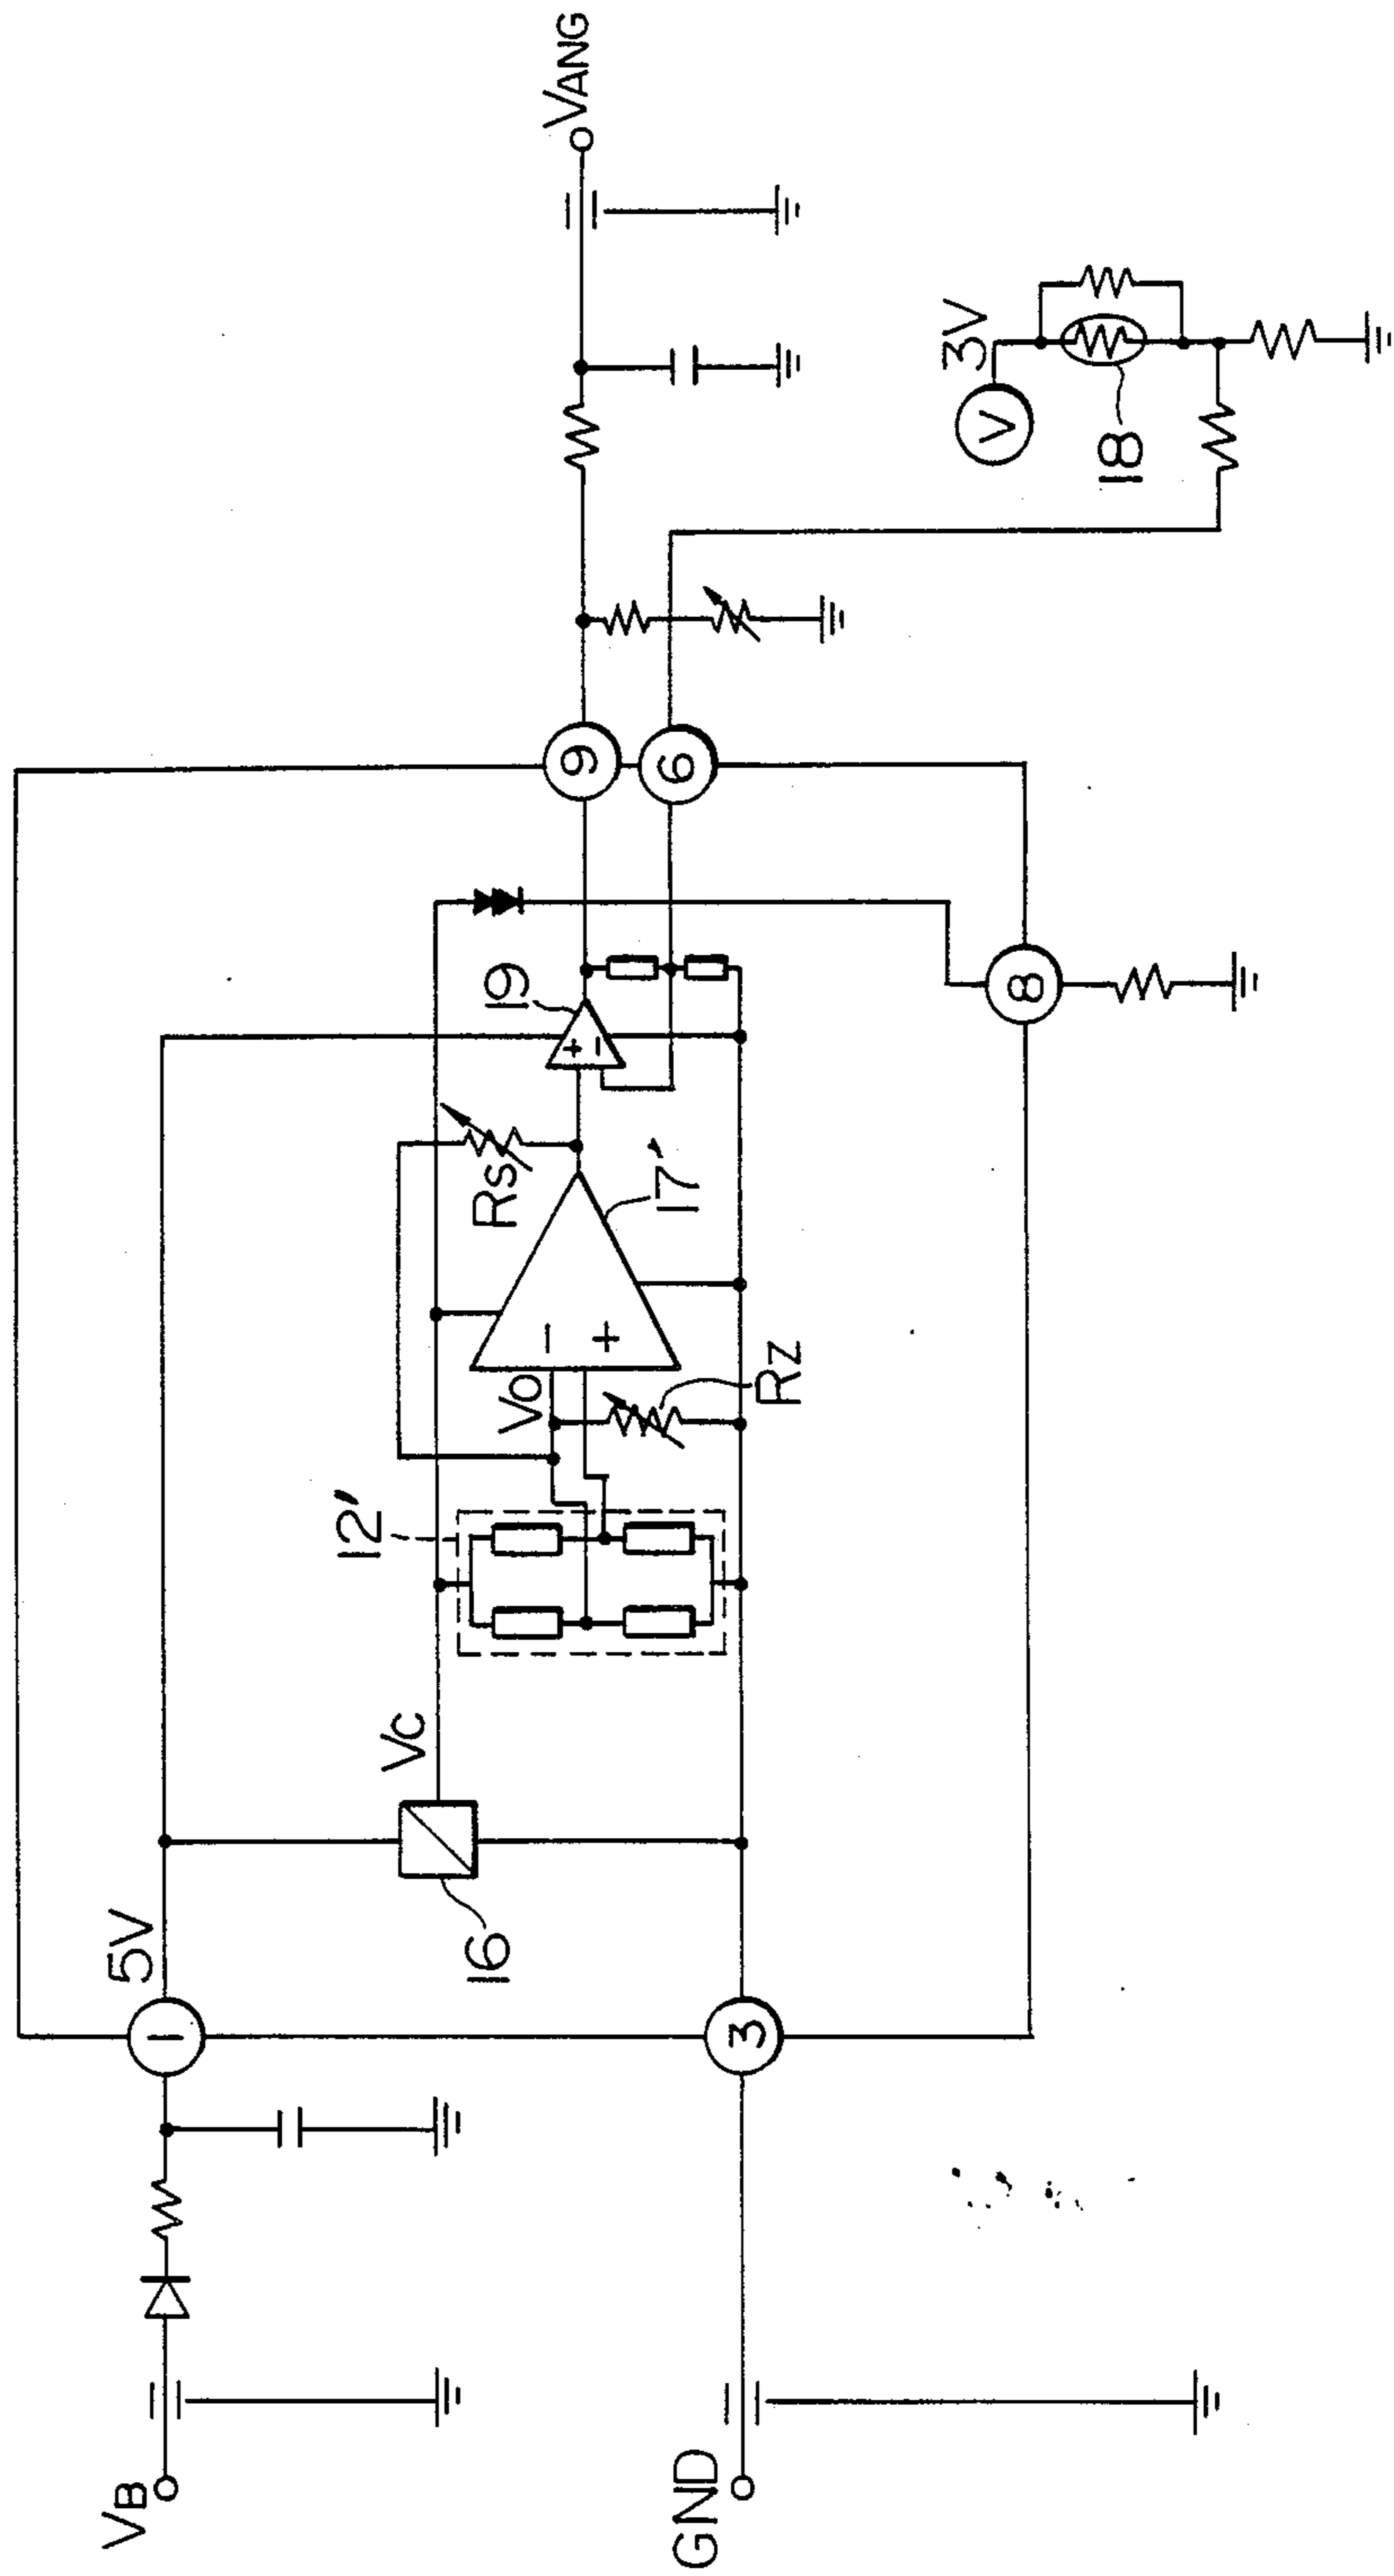 VB
GND
1
5V
3
16
VC
12'
VO
RZ
−
+
17'
RS
19
+
−
8
9
6
VANG
3V
V
18